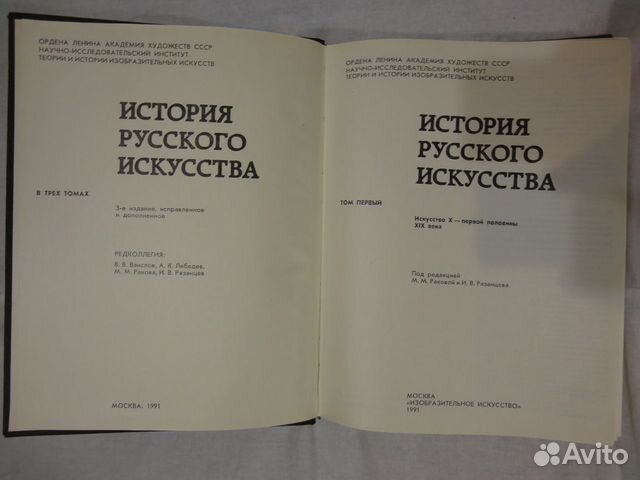 ОРДЕНА ЛЕНИНА АКАДЕМИЯ ХУДОЖЕСТВ СССР
НАУЧНО-ИССЛЕДОВАТЕЛЬСКИЙ ИНСТИТУТ
ТЕОРИИ И ИСТОРИИ ИЗОБРАЗИТЕЛЬНЫХ ИСКУССТВ
ИСТОРИЯ
РУССКОГО
ИСКУССТВА
В ТРЕХ ТОМАХ
3-е издание, исправленное
и дополненное
РЕДКОЛЛЕГИЯ:
В. В. Ванслов, А. К. Лебедев,
М. М. Ракова, И. В. Рязанцев
МОСКВА. 1991
ОРДЕНА ЛЕНИНА АКАДЕМИЯ ХУДОЖЕСТВ СССР
НАУЧНО-ИССЛЕДОВАТЕЛЬСКИЙ ИНСТИТУТ
ТЕОРИИ И ИСТОРИИ ИЗОБРАЗИТЕЛЬНЫХ ИСКУССТВ
ИСТОРИЯ
РУССКОГО
ИСКУССТВА
ТОМ ПЕРВЫЙ
Искусство X — первой половины
XIX века
Под редакцией
М. М. Раковой и И. В. Рязанцева
МОСКВА
«ИЗОБРАЗИТЕЛЬНОЕ ИСКУССТВО»
1991
Avito